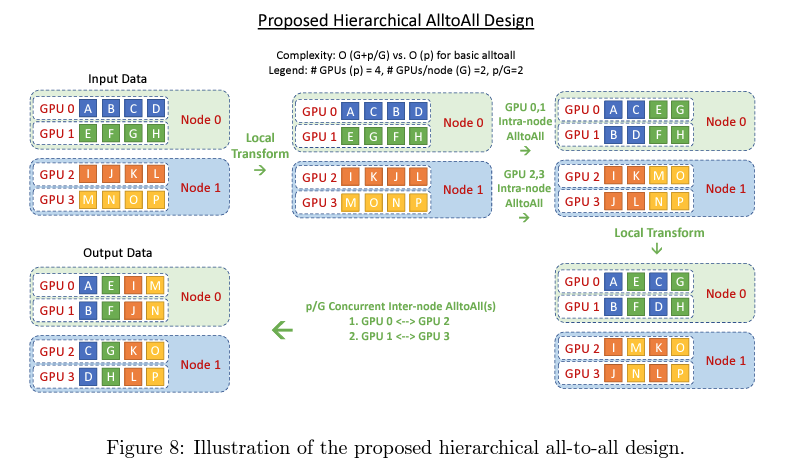 Proposed Hierarchical AlltoAll Design
Complexity: O (G+p/G) vs. O (p) for basic alltoall
Legend: # GPUs (p) = 4, # GPUs/node (G) =2, p/G=2
Input Data
GPU 0 A B C D
GPU 1 E F G H
Node 0
GPU 2 I J K L
GPU 3 M N O P
Node 1
Local
Transform
→
GPU 0 A C B D
GPU 1 E G F H
Node 0
GPU 2 I K J L
GPU 3 M O N P
Node 1
GPU 0,1
Intra-node
AlltoAll
→
GPU 2,3
Intra-node
AlltoAll
→
GPU 0 A C E G
GPU 1 B D F H
Node 0
GPU 2 I K M O
GPU 3 J L N P
Node 1
Local Transform
↓
GPU 0 A E C G
GPU 1 B F D H
Node 0
GPU 2 I M K O
GPU 3 J N L P
Node 1
p/G Concurrent Inter-node AlltoAll(s)
1. GPU 0 <--> GPU 2
2. GPU 1 <--> GPU 3
←
Output Data
GPU 0 A E I M
GPU 1 B F J N
Node 0
GPU 2 C G K O
GPU 3 D H L P
Node 1
Figure 8: Illustration of the proposed hierarchical all-to-all design.